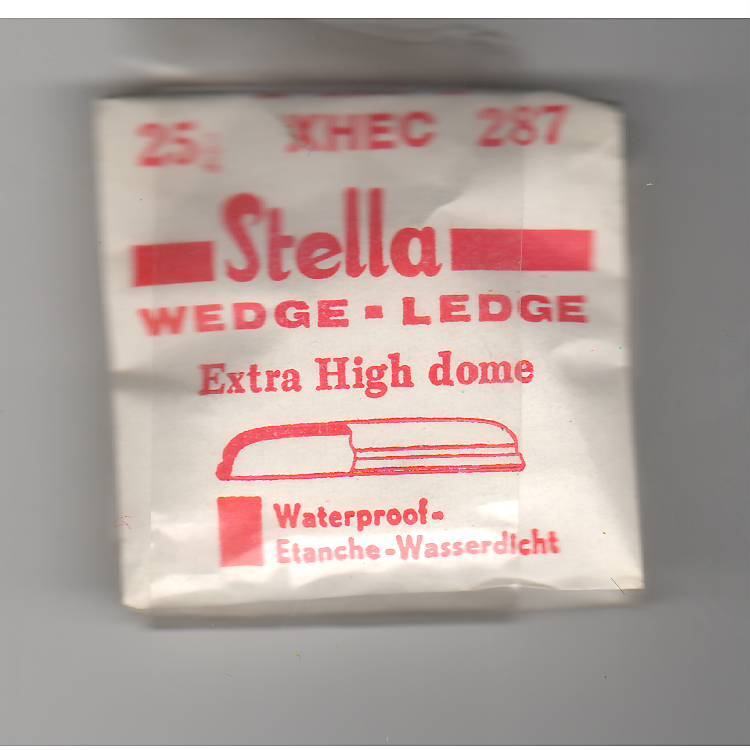 25½ XHEC 287
Stella
WEDGE - LEDGE
Extra High dome
Waterproof-
Etanche-Wasserdicht